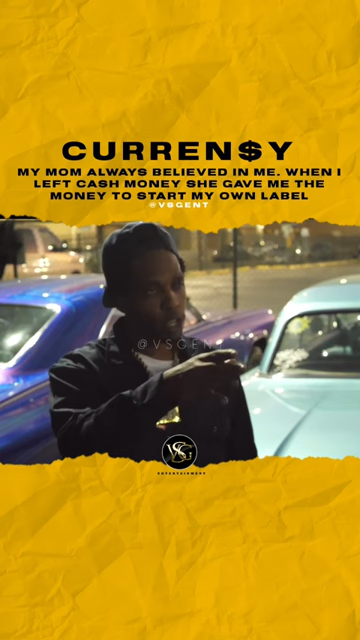 CURREN$Y
MY MOM ALWAYS BELIEVED IN ME. WHEN I
LEFT CASH MONEY SHE GAVE ME THE
MONEY TO START MY OWN LABEL
@VSGENT
@VSGENT
VSG
ENTERTAINMENT